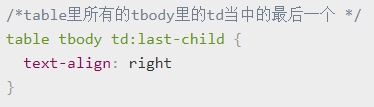 /*table里所有的tbody里的td当中的最后一个 */
table tbody td:last-child {
  text-align: right
}